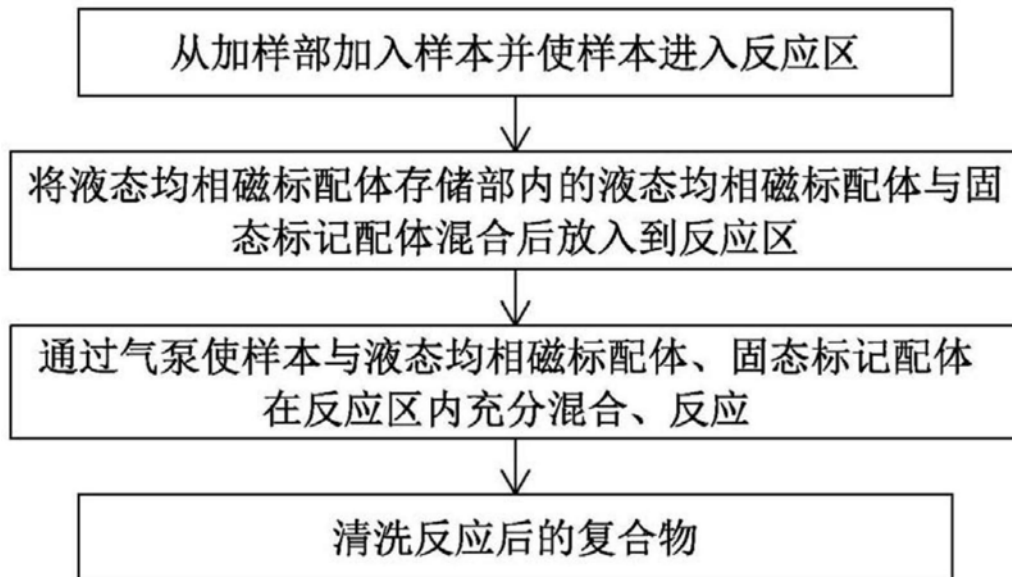 从加样部加入样本并使样本进入反应区
将液态均相磁标配体存储部内的液态均相磁标配体与固
态标记配体混合后放入到反应区
通过气泵使样本与液态均相磁标配体、固态标记配体
在反应区内充分混合、反应
清洗反应后的复合物